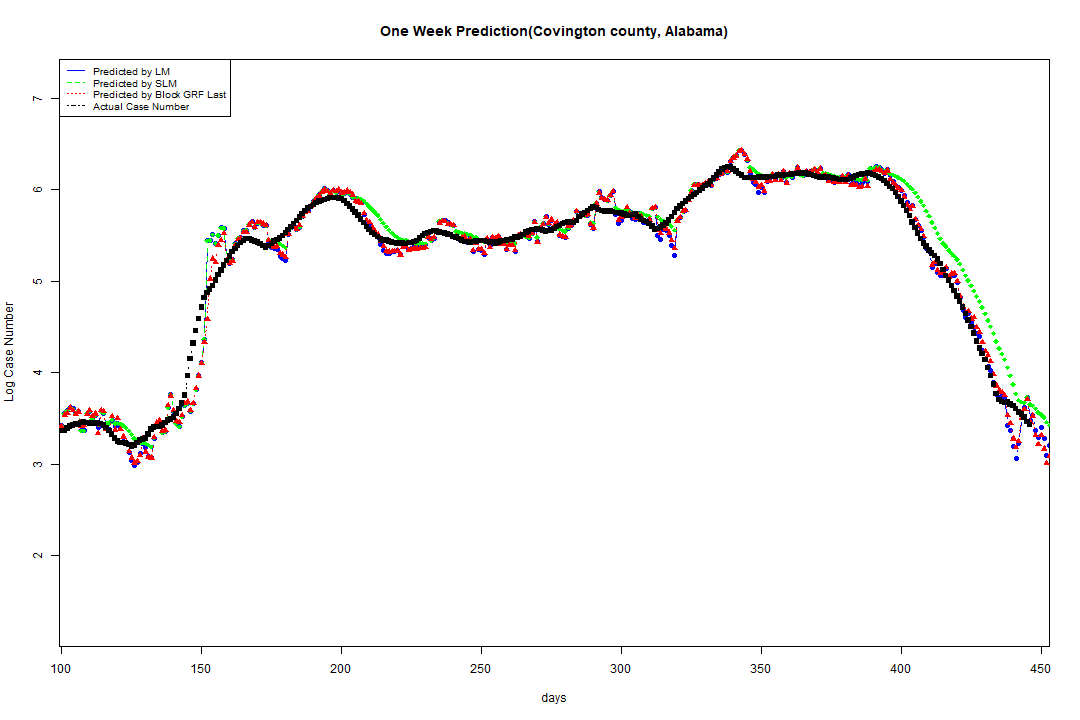 One Week Prediction(Covington county, Alabama)
Predicted by LM
Predicted by SLM
Predicted by Block GRF Last
Actual Case Number
7
6
5
4
3
2
Log Case Number
100 150 200 250 300 350 400 450
days